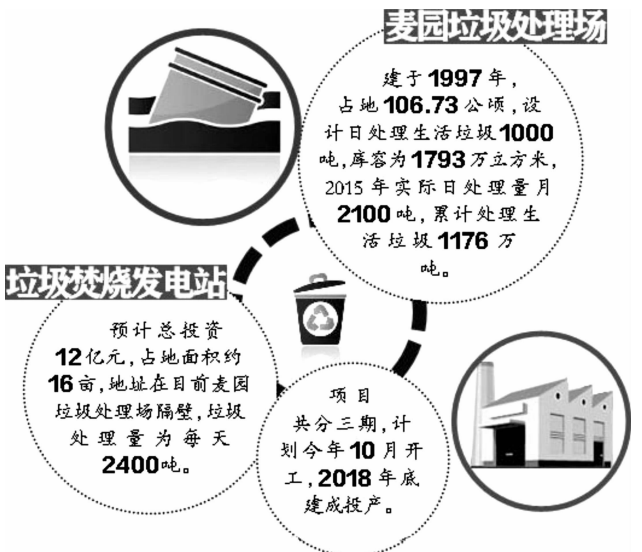 麦园垃圾处理场
建于1997年,
占地106.73公顷,设
计日处理生活垃圾1000
吨,库容为1793万立方米,
2015年实际日处理量月
2100吨,累计处理生
活垃圾1176万
吨。
垃圾焚烧发电站
预计总投资
12亿元,占地面积约
16亩,地址在目前麦园
垃圾处理场隔壁,垃圾
处理量为每天
2400吨。
项目
共分三期,计
划今年10月开
工,2018年底
建成投产。